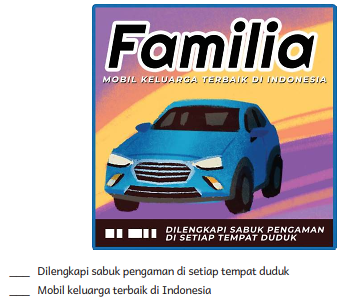 Familia
MOBIL KELUARGA TERBAIK DI INDONESIA
DILENGKAPI SABUK PENGAMAN
DI SETIAP TEMPAT DUDUK
____ Dilengkapi sabuk pengaman di setiap tempat duduk
____ Mobil keluarga terbaik di Indonesia